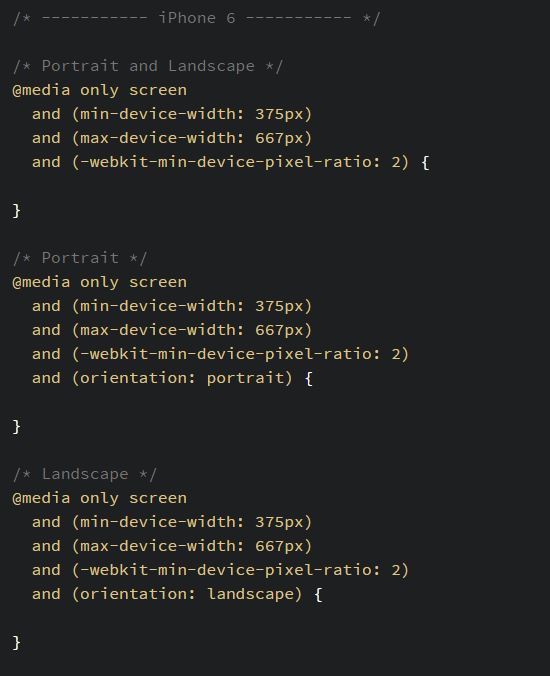 /* ----------- iPhone 6 ----------- */
/* Portrait and Landscape */
@media only screen
and (min-device-width: 375px)
and (max-device-width: 667px)
and (-webkit-min-device-pixel-ratio: 2) {
}
/* Portrait */
@media only screen
and (min-device-width: 375px)
and (max-device-width: 667px)
and (-webkit-min-device-pixel-ratio: 2)
and (orientation: portrait) {
}
/* Landscape */
@media only screen
and (min-device-width: 375px)
and (max-device-width: 667px)
and (-webkit-min-device-pixel-ratio: 2)
and (orientation: landscape) {
}